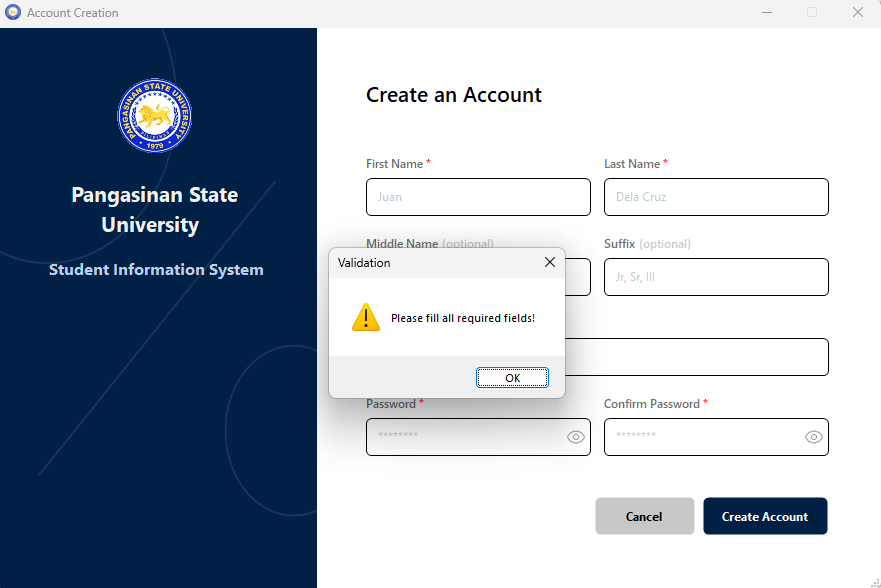 Account Creation
PANGASINAN STATE UNIVERSITY
1979
Pangasinan State
University
Student Information System
Create an Account
First Name *
Last Name *
Juan
Dela Cruz
Middle Name (optional)
Suffix (optional)
Jr, Sr, III
Validation
Please fill all required fields!
OK
Password *
Confirm Password *
********
********
Cancel
Create Account